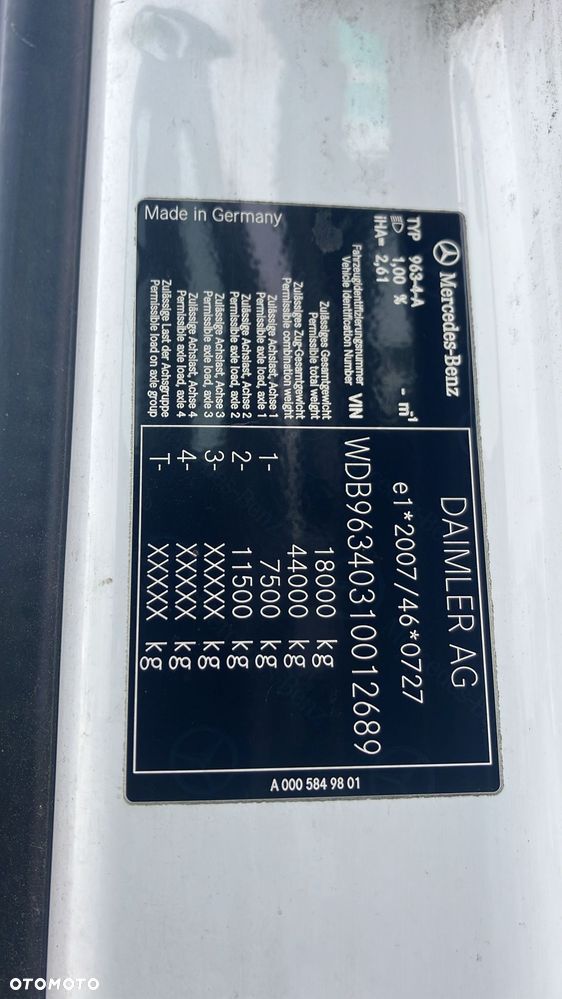 Mercedes-Benz
DAIMLER AG
TYP 963-4-A
1,00 % - m⁻¹
iHA= 2,61
e1*2007/46*0727
Fahrzeugidentifizierungsnummer
Vehicle Identification Number VIN WDB96340310012689
Zulässiges Gesamtgewicht
Permissible total weight 18000 kg
Zulässiges Zug-Gesamtgewicht
Permissible combination weight 44000 kg
Zulässige Achslast, Achse 1
Permissible axle load, axle 1 1- 7500 kg
Zulässige Achslast, Achse 2
Permissible axle load, axle 2 2- 11500 kg
Zulässige Achslast, Achse 3
Permissible axle load, axle 3 3- XXXXX kg
Zulässige Achslast, Achse 4
Permissible axle load, axle 4 4- XXXXX kg
Zulässige Last der Achsgruppe
Permissible load on axle group T- XXXXX kg
Made in Germany
A 000 584 98 01
OTOMOTO